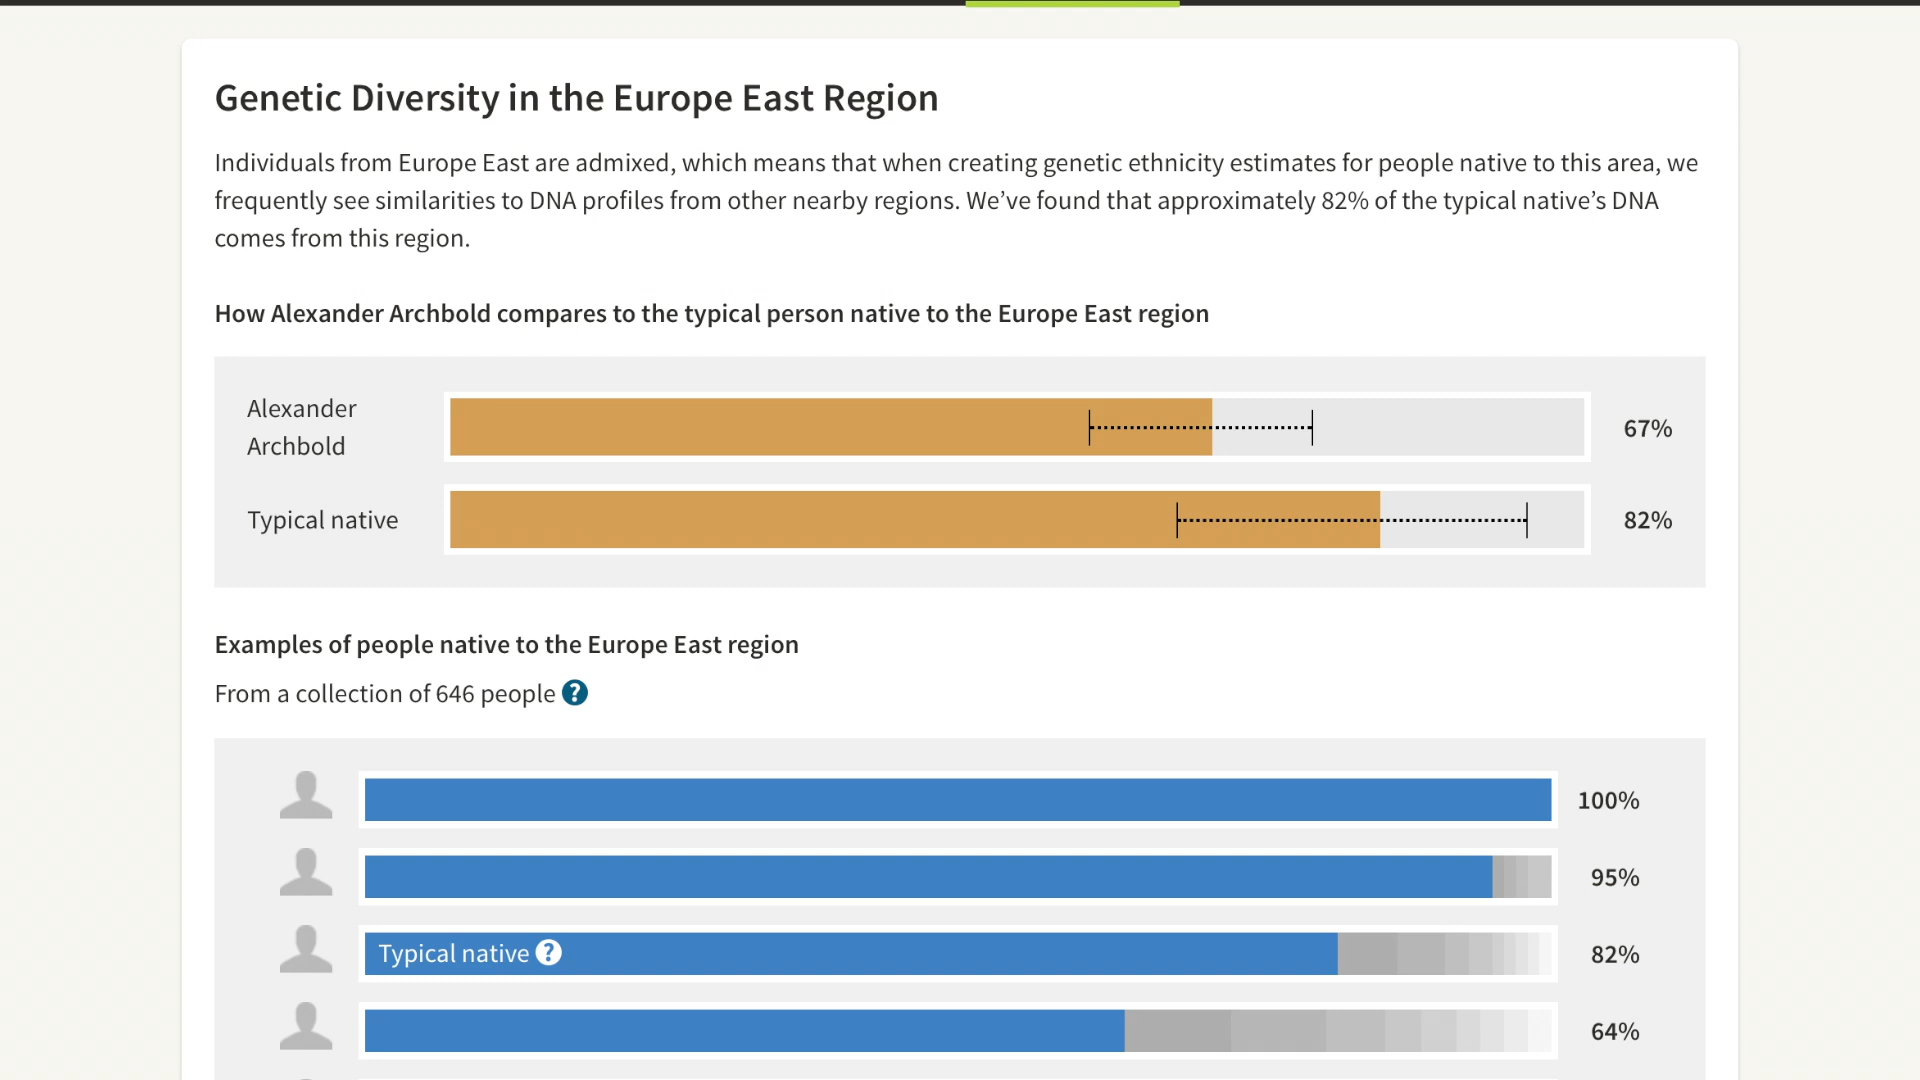 Genetic Diversity in the Europe East Region
Individuals from Europe East are admixed, which means that when creating genetic ethnicity estimates for people native to this area, we
frequently see similarities to DNA profiles from other nearby regions. We’ve found that approximately 82% of the typical native’s DNA
comes from this region.
How Alexander Archbold compares to the typical person native to the Europe East region
Alexander
Archbold
67%
Typical native
82%
Examples of people native to the Europe East region
From a collection of 646 people ?
100%
95%
Typical native ?
82%
64%